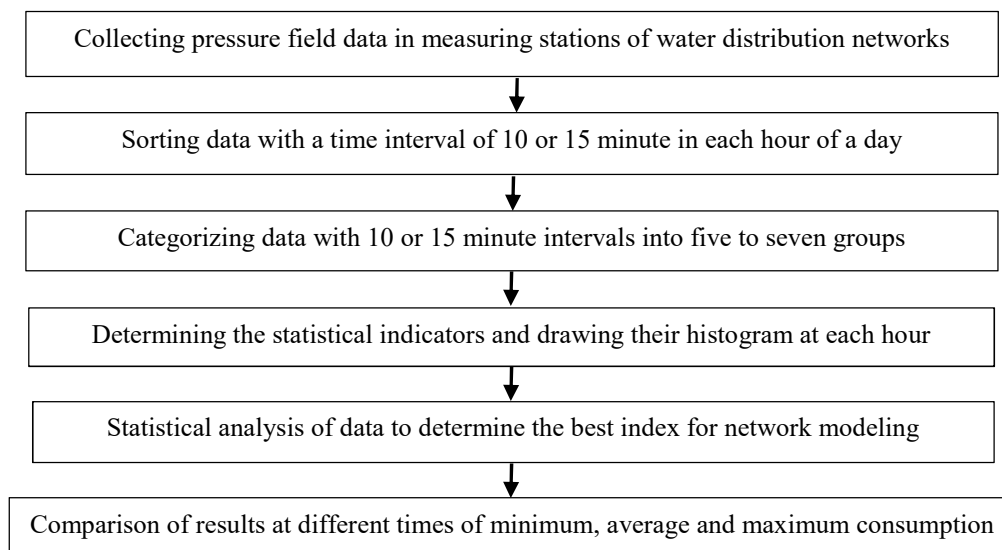 Collecting pressure field data in measuring stations of water distribution networks
Sorting data with a time interval of 10 or 15 minute in each hour of a day
Categorizing data with 10 or 15 minute intervals into five to seven groups
Determining the statistical indicators and drawing their histogram at each hour
Statistical analysis of data to determine the best index for network modeling
Comparison of results at different times of minimum, average and maximum consumption